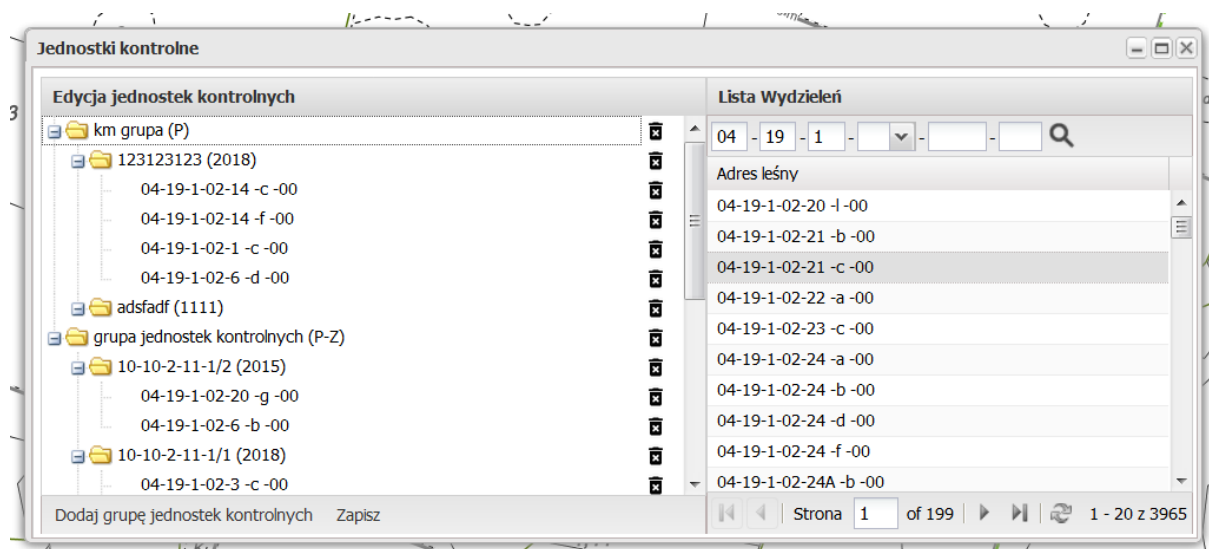 Jednostki kontrolne
Edycja jednostek kontrolnych
km grupa (P)
123123123 (2018)
04-19-1-02-14 -c -00
04-19-1-02-14 -f -00
04-19-1-02-1 -c -00
04-19-1-02-6 -d -00
adsfadf (1111)
grupa jednostek kontrolnych (P-Z)
10-10-2-11-1/2 (2015)
04-19-1-02-20 -g -00
04-19-1-02-6 -b -00
10-10-2-11-1/1 (2018)
04-19-1-02-3 -c -00
Dodaj grupę jednostek kontrolnych Zapisz
Lista Wydzieleń
04 - 19 - 1 - - -
Adres leśny
04-19-1-02-20 -l -00
04-19-1-02-21 -b -00
04-19-1-02-21 -c -00
04-19-1-02-22 -a -00
04-19-1-02-23 -c -00
04-19-1-02-24 -a -00
04-19-1-02-24 -b -00
04-19-1-02-24 -d -00
04-19-1-02-24 -f -00
04-19-1-02-24A -b -00
Strona 1 of 199 1 - 20 z 3965
3